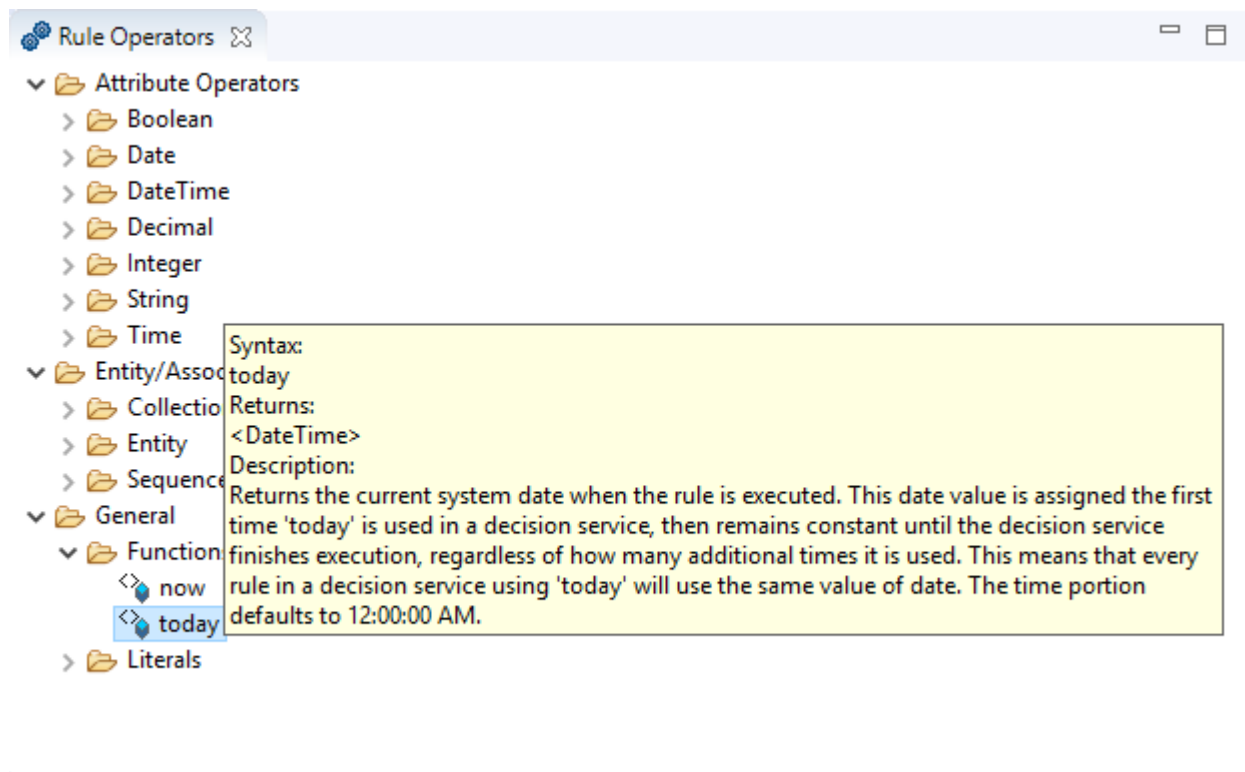 Rule Operators
Attribute Operators
Boolean
Date
DateTime
Decimal
Integer
String
Time
Entity/Assoc
Collectio
Entity
Sequence
General
Function
now
today
Literals
Syntax:
today
Returns:
<DateTime>
Description:
Returns the current system date when the rule is executed. This date value is assigned the first
time 'today' is used in a decision service, then remains constant until the decision service
finishes execution, regardless of how many additional times it is used. This means that every
rule in a decision service using 'today' will use the same value of date. The time portion
defaults to 12:00:00 AM.